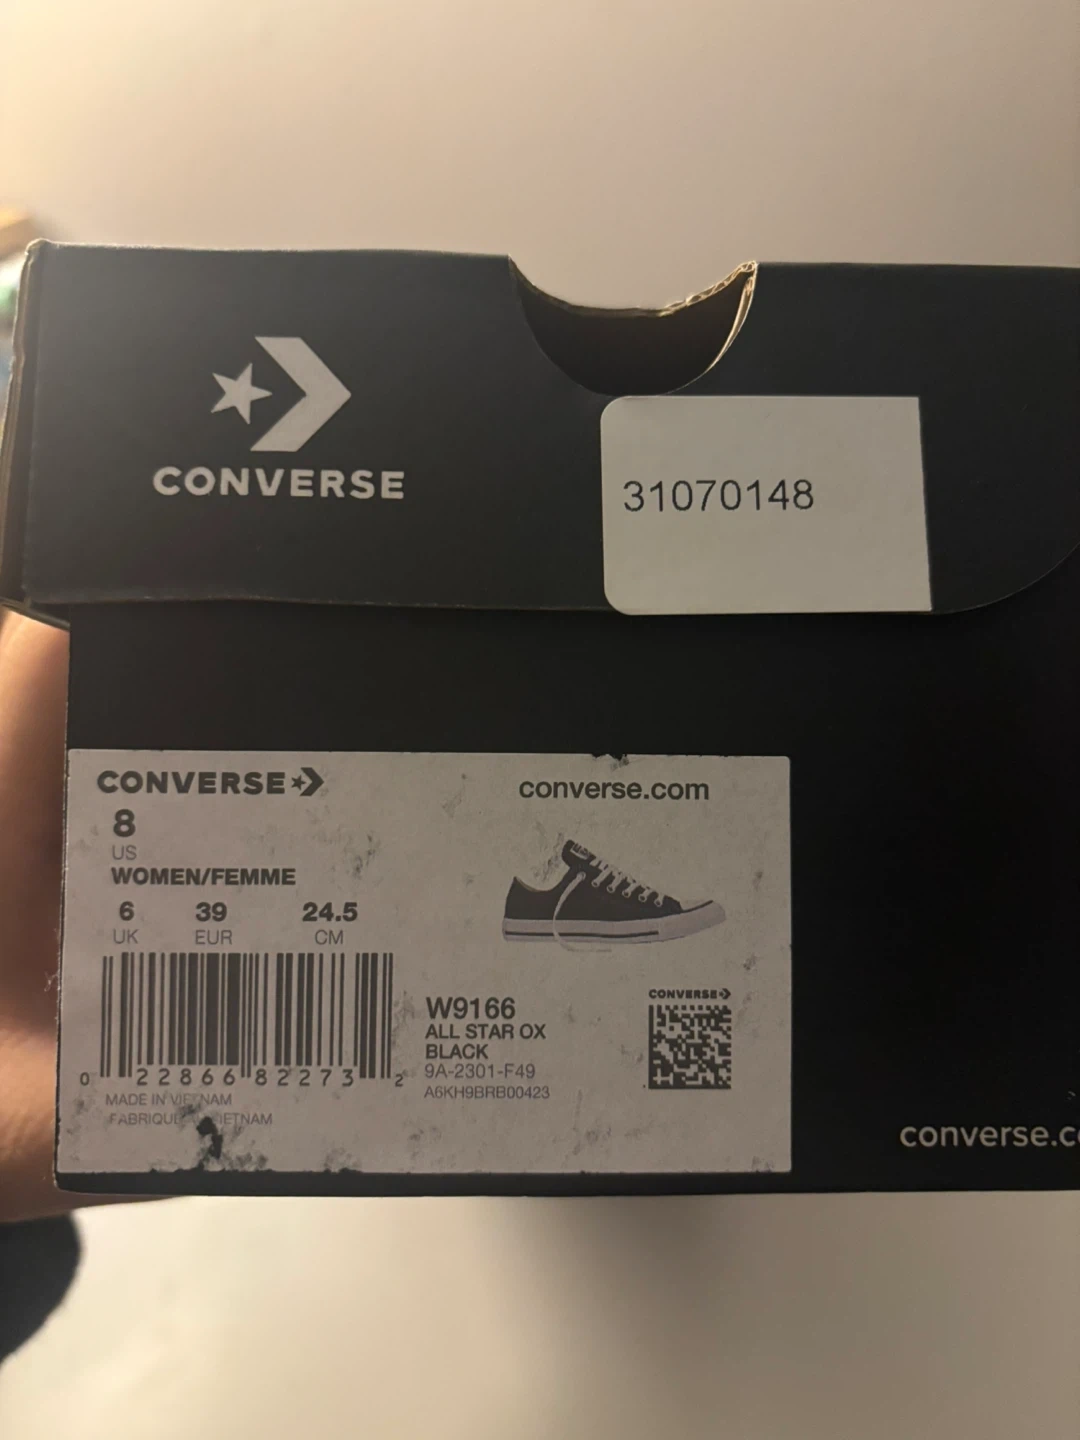 CONVERSE
31070148
CONVERSE
converse.com
8
US
WOMEN/FEMME
6 39 24.5
UK EUR CM
W9166
ALL STAR OX
BLACK
9A-2301-F49
A6KH9BRB00423
CONVERSE
0 22866 82273 2
MADE IN VIETNAM
converse.c